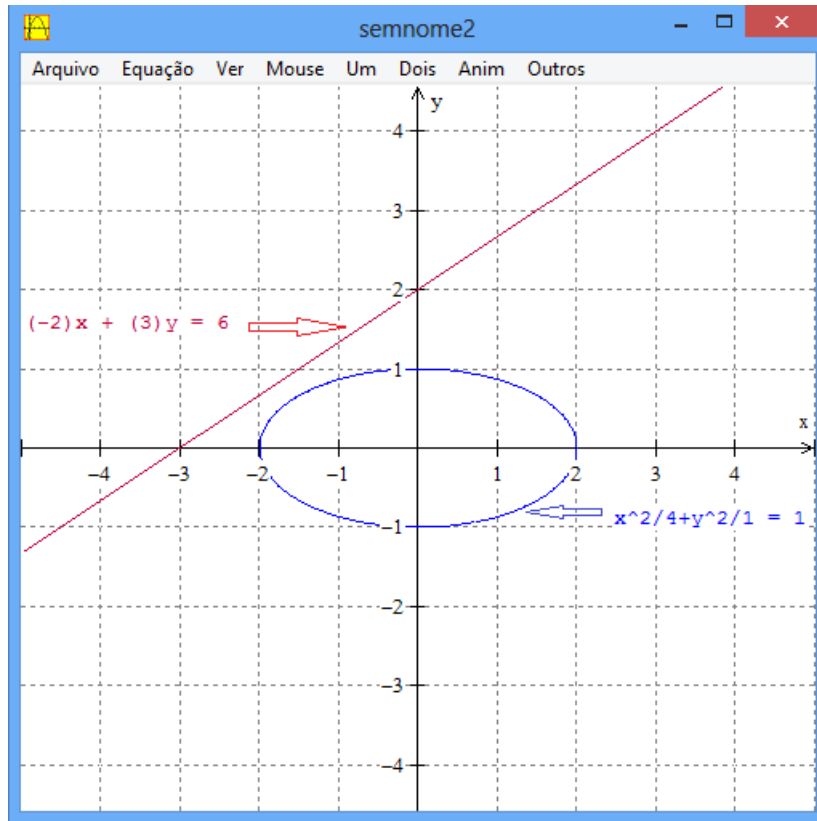 semnome2
Arquivo Equação Ver Mouse Um Dois Anim Outros
y
4
3
2
(-2)x + (3)y = 6
1
x
−4 −3 −2 −1 1 2 3 4
−1
x^2/4+y^2/1 = 1
−2
−3
−4